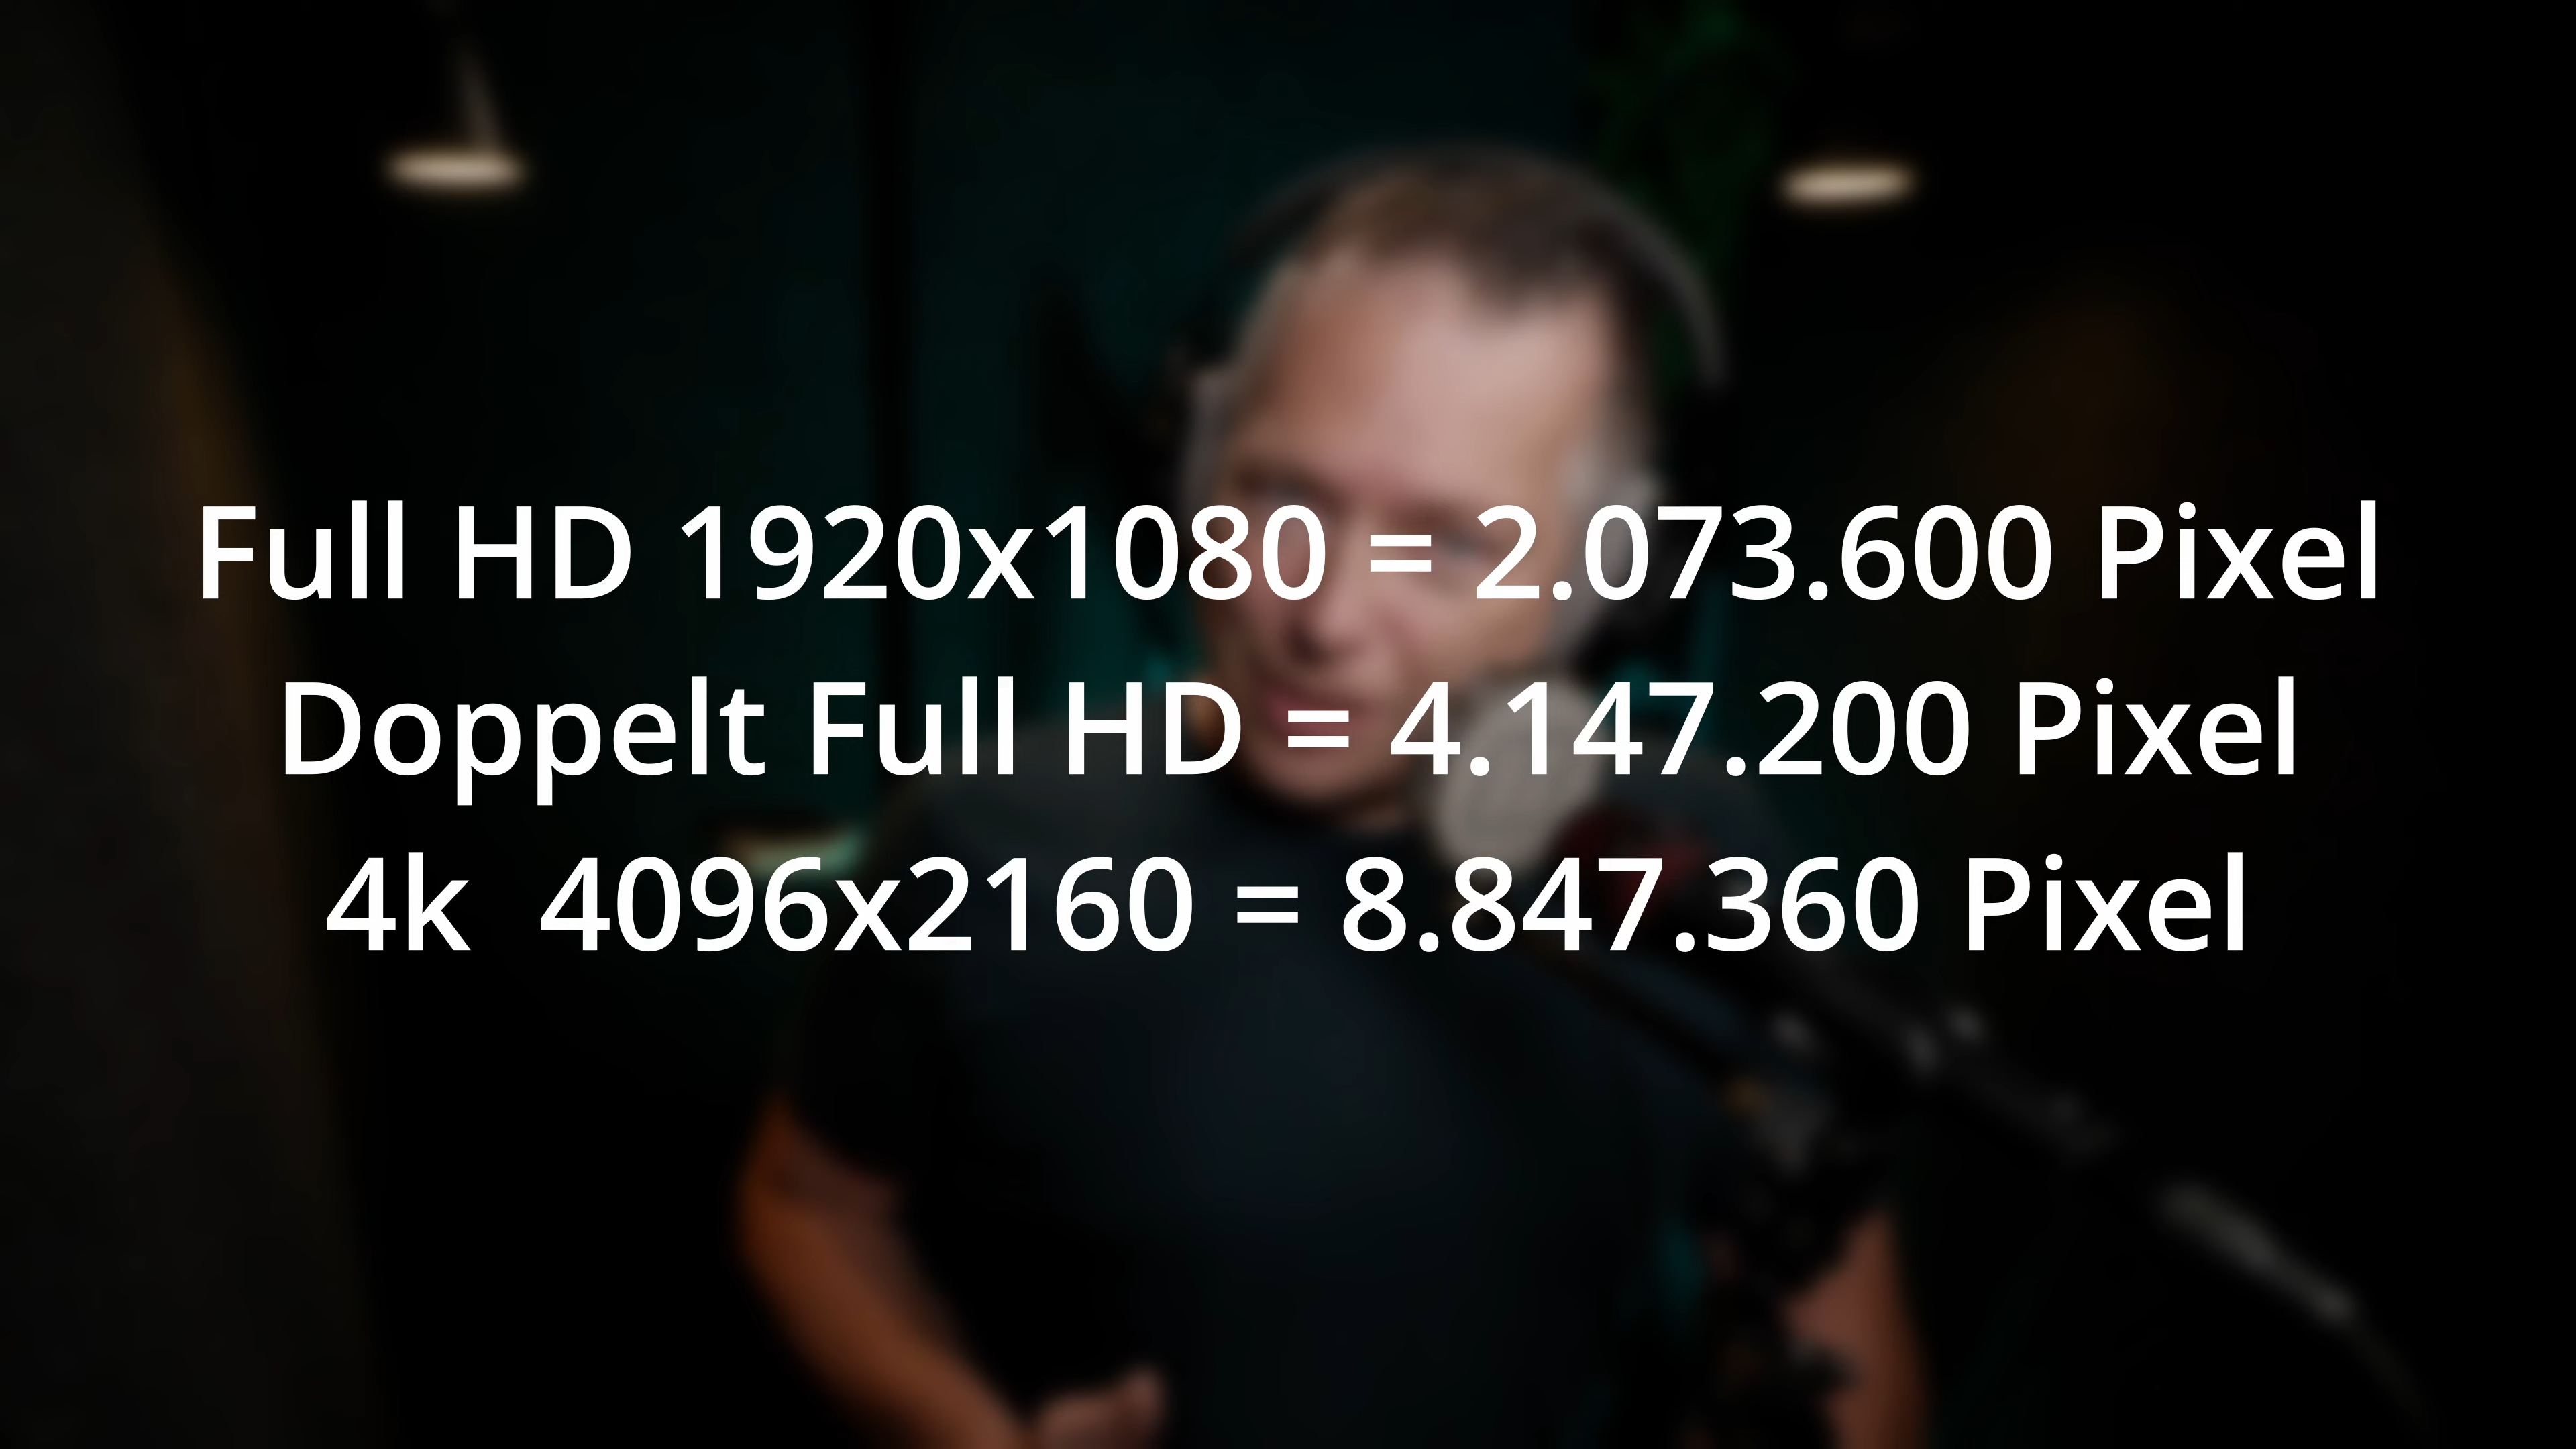 Full HD 1920x1080 = 2.073.600 Pixel
Doppelt Full HD = 4.147.200 Pixel
4k  4096x2160 = 8.847.360 Pixel